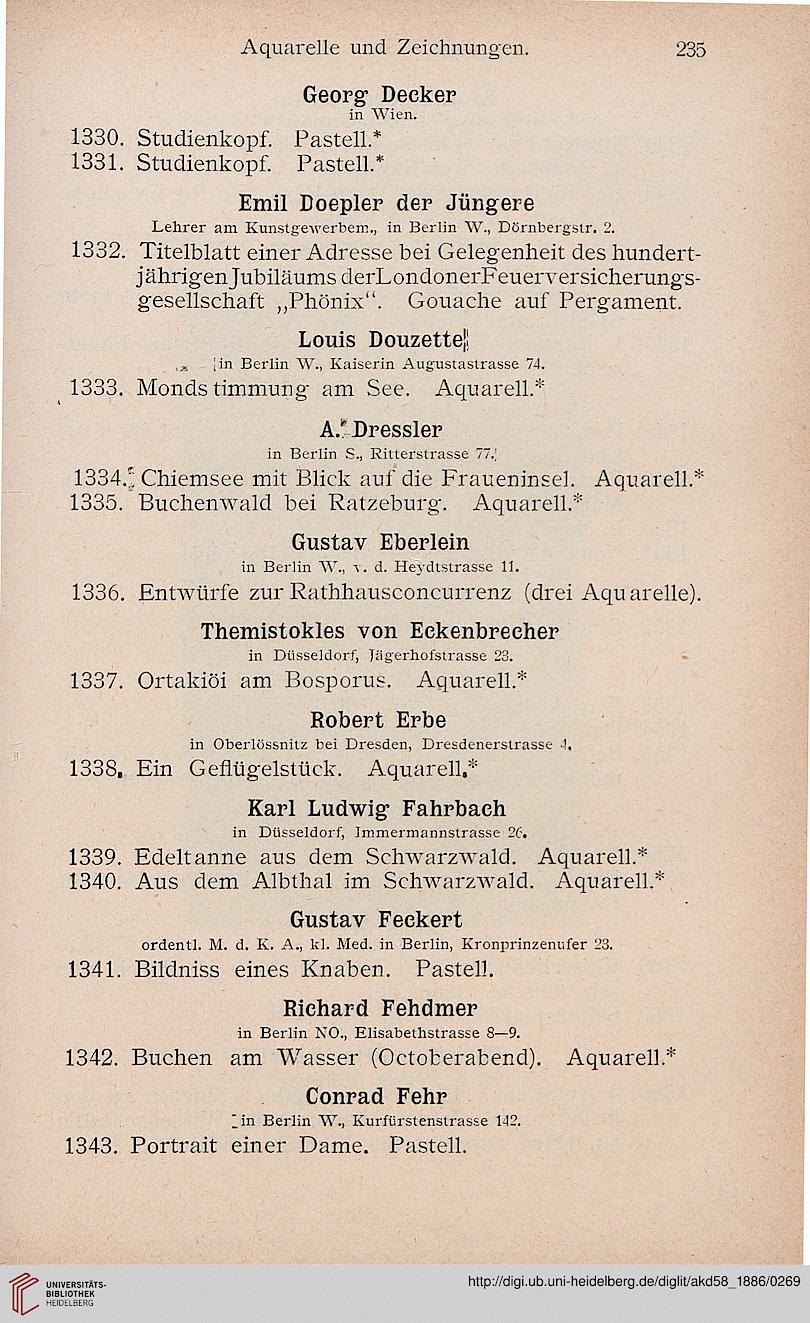 Aquarelle und Zeichnungen. 235
Georg Decker
in Wien.
1330. Studienkopf. Pastell.*
1331. Studienkopf. Pastell.*
Emil Doepler der Jüngere
Lehrer am Kunstgewerbem., in Berlin W., Dörnbergstr. 2.
1332. Titelblatt einer Adresse bei Gelegenheit des hundert-
jährigen Jubiläums der Londoner Feuerversicherungs-
gesellschaft „Phönix“. Gouache auf Pergament.
Louis Douzette
in Berlin W., Kaiserin Augustastrasse 74.
1333. Mondstimmung am See. Aquarell.*
A. Dressler
in Berlin S., Ritterstrasse 77.
1334. Chiemsee mit Blick auf die Fraueninsel. Aquarell.*
1335. Buchenwald bei Ratzeburg. Aquarell.*
Gustav Eberlein
in Berlin W., v. d. Heydtstrasse 11.
1336. Entwürfe zur Rathhausconcurrenz (drei Aquarelle).
Themistokles von Eckenbrecher
in Düsseldorf, Jägerhofstrasse 23.
1337. Ortakiöi am Bosporus. Aquarell.*
Robert Erbe
in Oberlössnitz bei Dresden, Dresdenerstrasse 4.
1338. Ein Geflügelstück. Aquarell.*
Karl Ludwig Fahrbach
in Düsseldorf, Immermannstrasse 26.
1339. Edeltanne aus dem Schwarzwald. Aquarell.*
1340. Aus dem Albthal im Schwarzwald. Aquarell.*
Gustav Feckert
ordentl. M. d. K. A., kl. Med. in Berlin, Kronprinzenufer 23.
1341. Bildniss eines Knaben. Pastell.
Richard Fehdmer
in Berlin NO., Elisabethstrasse 8—9.
1342. Buchen am Wasser (Octoberabend). Aquarell.*
Conrad Fehr
in Berlin W., Kurfürstenstrasse 142.
1343. Portrait einer Dame. Pastell.
UNIVERSITÄTS-
BIBLIOTHEK
HEIDELBERG
http://digi.ub.uni-heidelberg.de/diglit/akd58_1886/0269